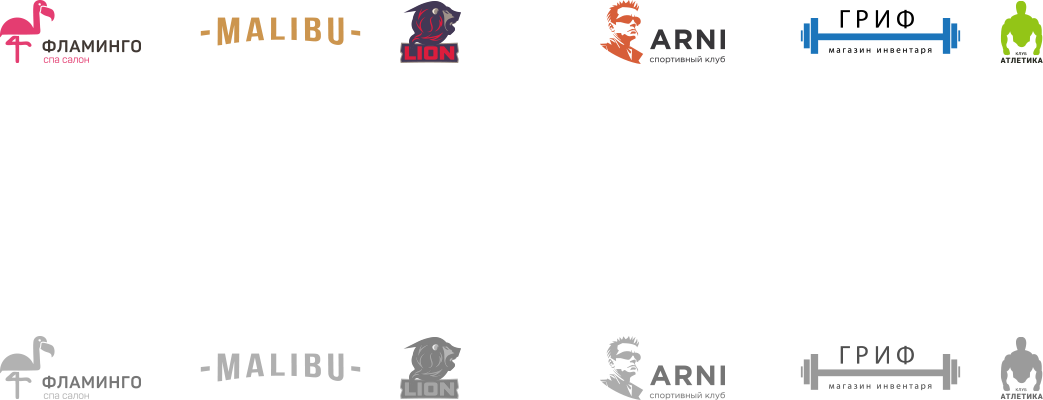 ФЛАМИНГО
спа салон
-MALIBU-
LION
ARNI
спортивный клуб
ГРИФ
магазин инвентаря
КЛУБ
АТЛЕТИКА
ФЛАМИНГО
спа салон
-MALIBU-
LION
ARNI
спортивный клуб
ГРИФ
магазин инвентаря
КЛУБ
АТЛЕТИКА